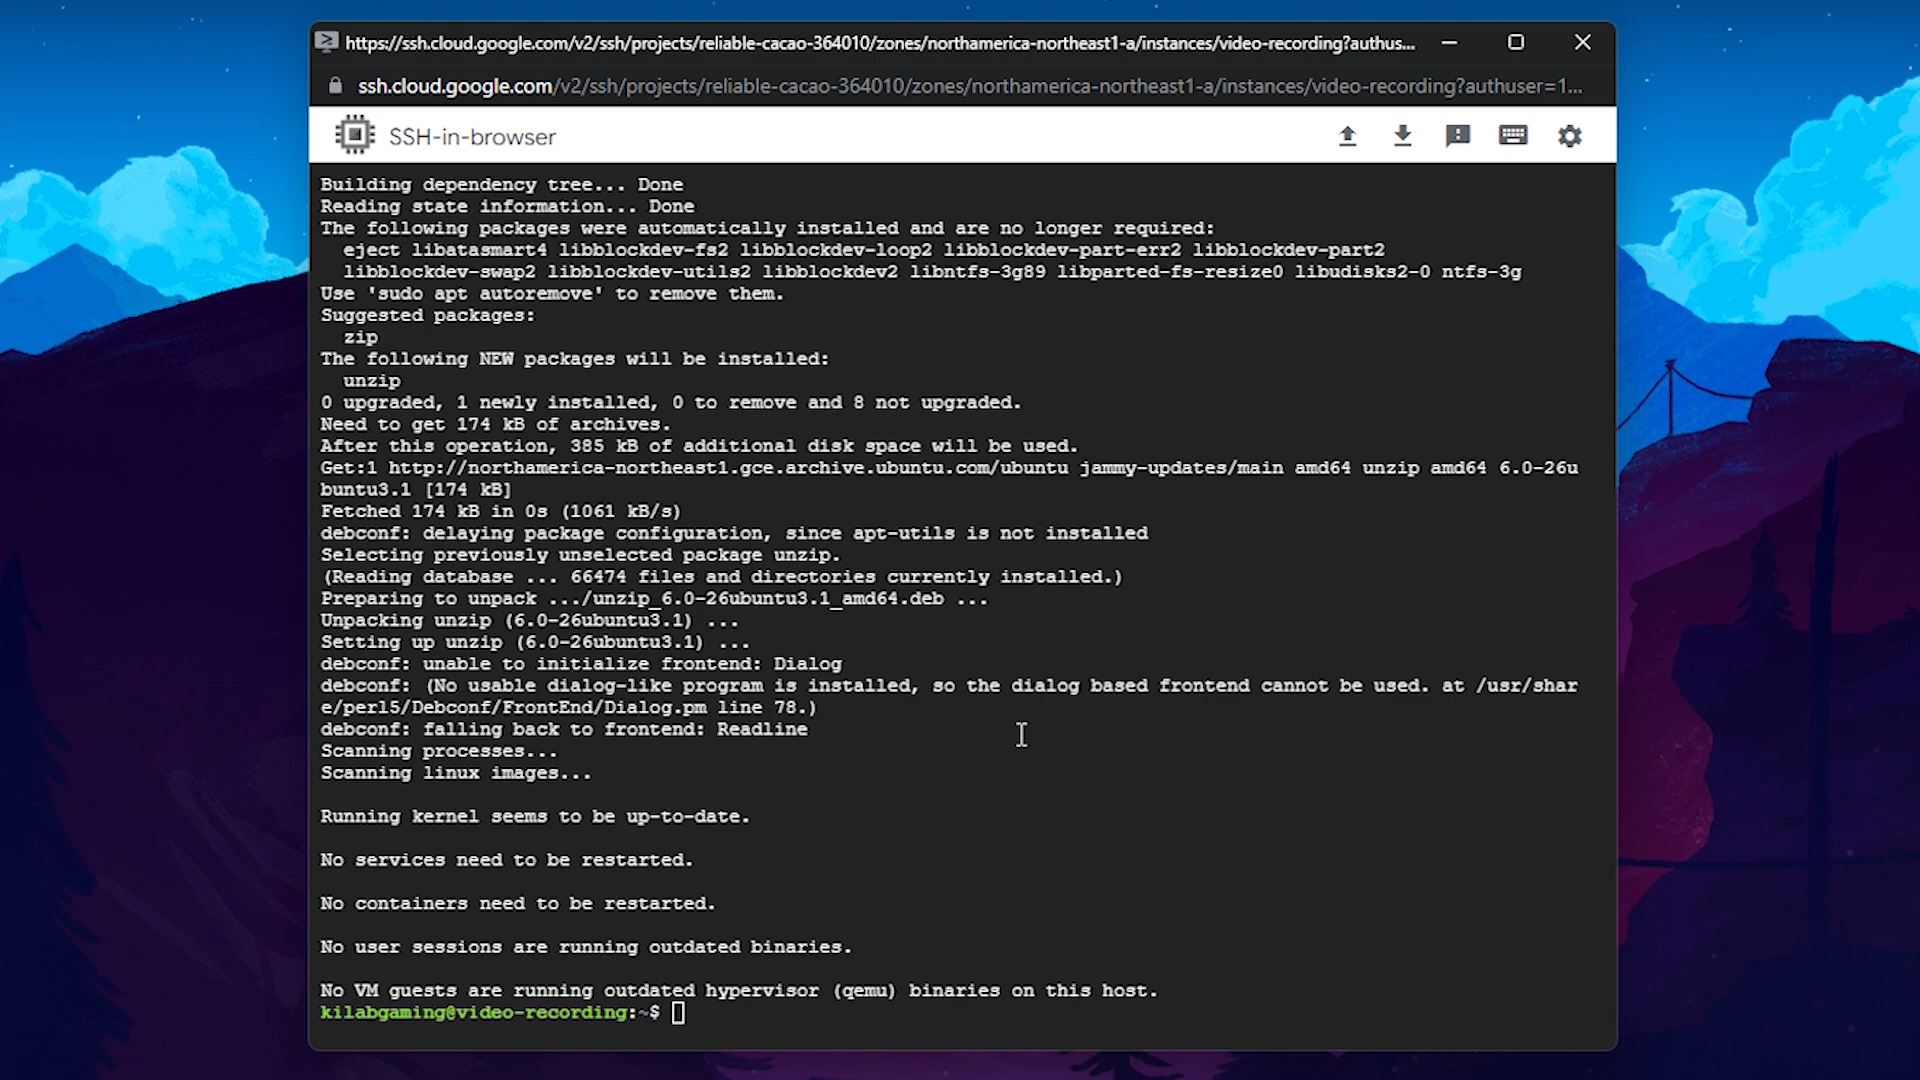 https://ssh.cloud.google.com/v2/ssh/projects/reliable-cacao-364010/zones/northamerica-northeast1-a/instances/video-recording?authus...
ssh.cloud.google.com/v2/ssh/projects/reliable-cacao-364010/zones/northamerica-northeast1-a/instances/video-recording?authuser=1...
SSH-in-browser
Building dependency tree... Done
Reading state information... Done
The following packages were automatically installed and are no longer required:
  eject libatasmart4 libblockdev-fs2 libblockdev-loop2 libblockdev-part-err2 libblockdev-part2
  libblockdev-swap2 libblockdev-utils2 libblockdev2 libntfs-3g89 libparted-fs-resize0 libudisks2-0 ntfs-3g
Use 'sudo apt autoremove' to remove them.
Suggested packages:
  zip
The following NEW packages will be installed:
  unzip
0 upgraded, 1 newly installed, 0 to remove and 8 not upgraded.
Need to get 174 kB of archives.
After this operation, 385 kB of additional disk space will be used.
Get:1 http://northamerica-northeast1.gce.archive.ubuntu.com/ubuntu jammy-updates/main amd64 unzip amd64 6.0-26u
buntu3.1 [174 kB]
Fetched 174 kB in 0s (1061 kB/s)
debconf: delaying package configuration, since apt-utils is not installed
Selecting previously unselected package unzip.
(Reading database ... 66474 files and directories currently installed.)
Preparing to unpack .../unzip_6.0-26ubuntu3.1_amd64.deb ...
Unpacking unzip (6.0-26ubuntu3.1) ...
Setting up unzip (6.0-26ubuntu3.1) ...
debconf: unable to initialize frontend: Dialog
debconf: (No usable dialog-like program is installed, so the dialog based frontend cannot be used. at /usr/shar
e/perl5/Debconf/FrontEnd/Dialog.pm line 78.)
debconf: falling back to frontend: Readline
Scanning processes...
Scanning linux images...
Running kernel seems to be up-to-date.
No services need to be restarted.
No containers need to be restarted.
No user sessions are running outdated binaries.
No VM guests are running outdated hypervisor (qemu) binaries on this host.
kilabgaming@video-recording:~$